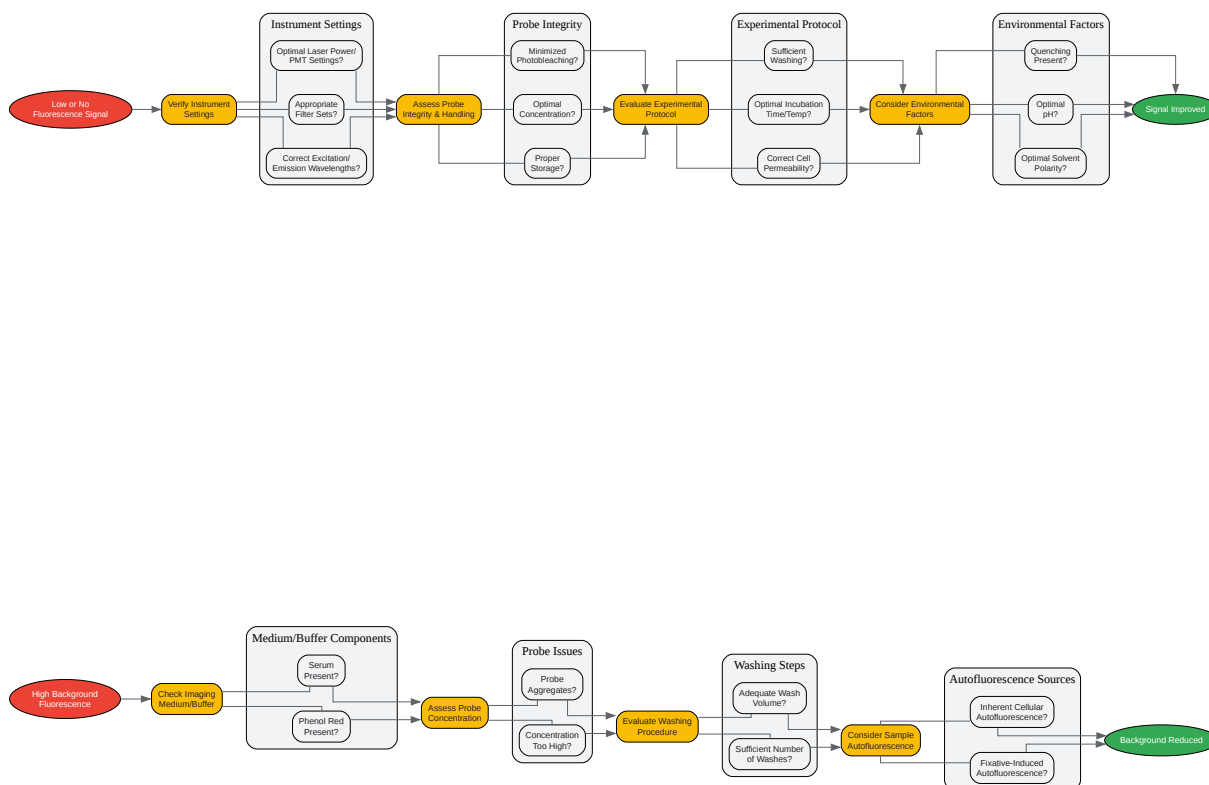 Instrument Settings
Probe Integrity
Experimental Protocol
Environmental Factors
Optimal Laser Power/
PMT Settings?
Minimized
Photobleaching?
Sufficient
Washing?
Quenching
Present?
Low or No
Fluorescence Signal
Verify Instrument
Settings
Appropriate
Filter Sets?
Assess Probe
Integrity & Handling
Optimal
Concentration?
Evaluate Experimental
Protocol
Optimal Incubation
Time/Temp?
Consider Environmental
Factors
Optimal
pH?
Signal Improved
Correct Excitation/
Emission Wavelengths?
Proper
Storage?
Correct Cell
Permeability?
Optimal Solvent
Polarity?
Medium/Buffer Components
Probe Issues
Washing Steps
Autofluorescence Sources
High Background
Fluorescence
Check Imaging
Medium/Buffer
Serum
Present?
Phenol Red
Present?
Assess Probe
Concentration
Probe
Aggregates?
Concentration
Too High?
Evaluate Washing
Procedure
Adequate Wash
Volume?
Sufficient Number
of Washes?
Consider Sample
Autofluorescence
Inherent Cellular
Autofluorescence?
Fixative-Induced
Autofluorescence?
Background Reduced